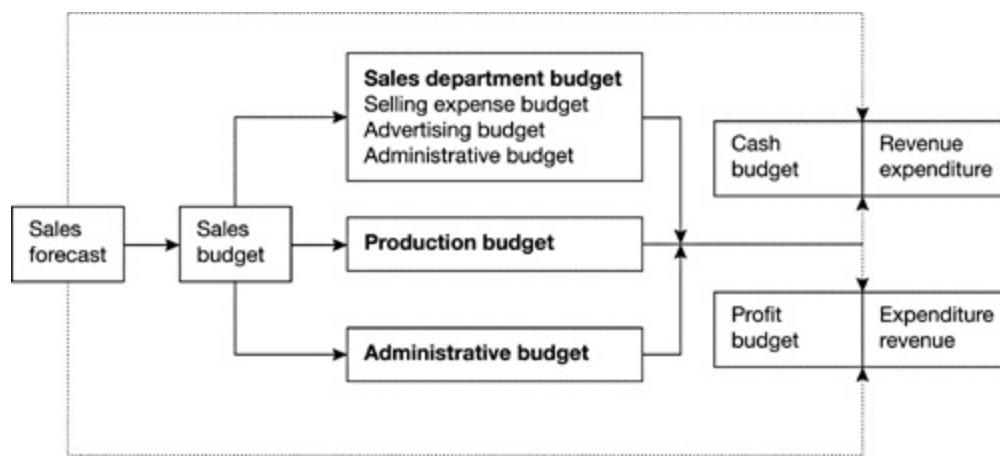 Sales
forecast
Sales
budget
Sales department budget
Selling expense budget
Advertising budget
Administrative budget
Production budget
Administrative budget
Cash
budget
Revenue
expenditure
Profit
budget
Expenditure
revenue